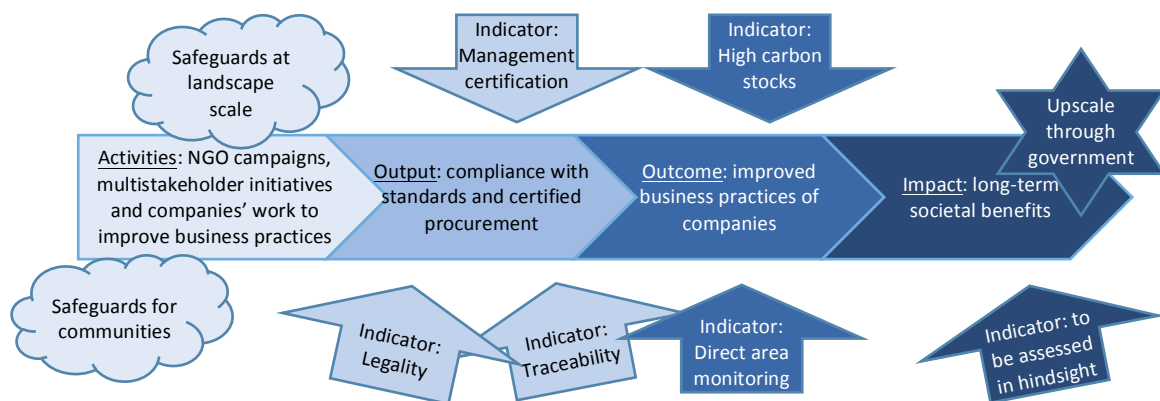 Safeguards at
landscape
scale
Indicator:
Management
certification
Indicator:
High carbon
stocks
Upscale
through
government
Activities: NGO campaigns,
multistakeholder initiatives
and companies’ work to
improve business practices
Output: compliance with
standards and certified
procurement
Outcome: improved
business practices of
companies
Impact: long-term
societal benefits
Safeguards for
communities
Indicator:
Legality
Indicator:
Traceability
Indicator:
Direct area
monitoring
Indicator: to
be assessed
in hindsight